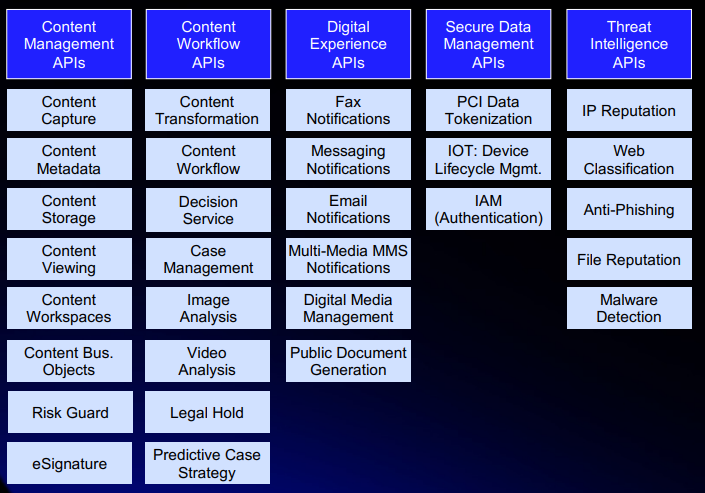 Content
Management
APIs
Content
Capture
Content
Metadata
Content
Storage
Content
Viewing
Content
Workspaces
Content Bus.
Objects
Risk Guard
eSignature
Content
Workflow
APIs
Content
Transformation
Content
Workflow
Decision
Service
Case
Management
Image
Analysis
Video
Analysis
Legal Hold
Predictive Case
Strategy
Digital
Experience
APIs
Fax
Notifications
Messaging
Notifications
Email
Notifications
Multi-Media MMS
Notifications
Digital Media
Management
Public Document
Generation
Secure Data
Management
APIs
PCI Data
Tokenization
IOT: Device
Lifecycle Mgmt.
IAM
(Authentication)
Threat
Intelligence
APIs
IP Reputation
Web
Classification
Anti-Phishing
File Reputation
Malware
Detection